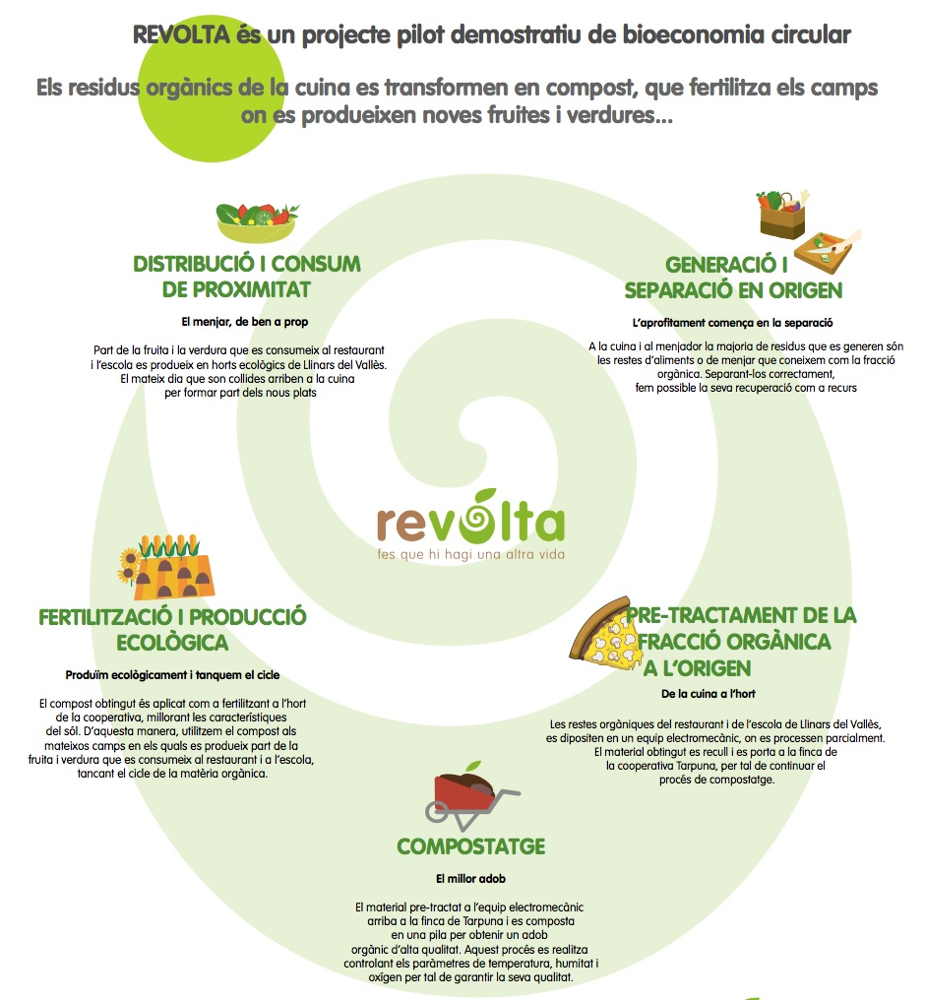 REVOLTA és un projecte pilot demostratiu de bioeconomia circular
Els residus orgànics de la cuina es transformen en compost, que fertilitza els camps
on es produeixen noves fruites i verdures...
DISTRIBUCIÓ I CONSUM
DE PROXIMITAT
El menjar, de ben a prop
Part de la fruita i la verdura que es consumeix al restaurant
i l'escola es produeix en horts ecològics de Llinars del Vallès.
El mateix dia que son collides arriben a la cuina
per formar part dels nous plats
GENERACIÓ I
SEPARACIÓ EN ORIGEN
L'aprofitament comença en la separació
A la cuina i al menjador la majoria de residus que es generen són
les restes d'aliments o de menjar que coneixem com la fracció
orgànica. Separant-los correctament,
fem possible la seva recuperació com a recurs
revolta
fes que hi hagi una altra vida
FERTILITZACIÓ I PRODUCCIÓ
ECOLÒGICA
Produïm ecològicament i tanquem el cicle
El compost obtingut és aplicat com a fertilitzant a l'hort
de la cooperativa, millorant les característiques
del sól. D'aquesta manera, utilitzem el compost als
mateixos camps en els quals es produeix part de la
fruita i verdura que es consumeix al restaurant i a l'escola,
tancant el cicle de la matèria orgànica.
PRE-TRACTAMENT DE LA
FRACCIÓ ORGÀNICA
A L'ORIGEN
De la cuina a l'hort
Les restes orgàniques del restaurant i de l'escola de Llinars del Vallès,
es dipositen en un equip electromecànic, on es processen parcialment.
El material obtingut es recull i es porta a la finca de
la cooperativa Tarpuna, per tal de continuar el
procés de compostatge.
COMPOSTATGE
El millor adob
El material pre-tractat a l'equip electromecànic
arriba a la finca de Tarpuna i es composta
en una pila per obtenir un adob
orgànic d'alta qualitat. Aquest procés es realitza
controlant els paràmetres de temperatura, humitat i
oxígen per tal de garantir la seva qualitat.